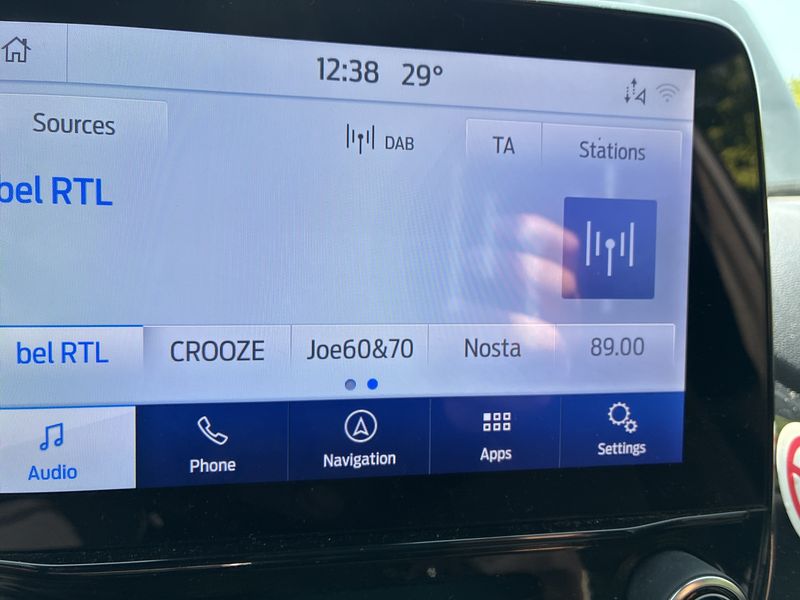 12:38 29°
Sources
DAB
TA
Stations
bel RTL
bel RTL
CROOZE
Joe60&70
Nosta
89.00
Audio
Phone
Navigation
Apps
Settings